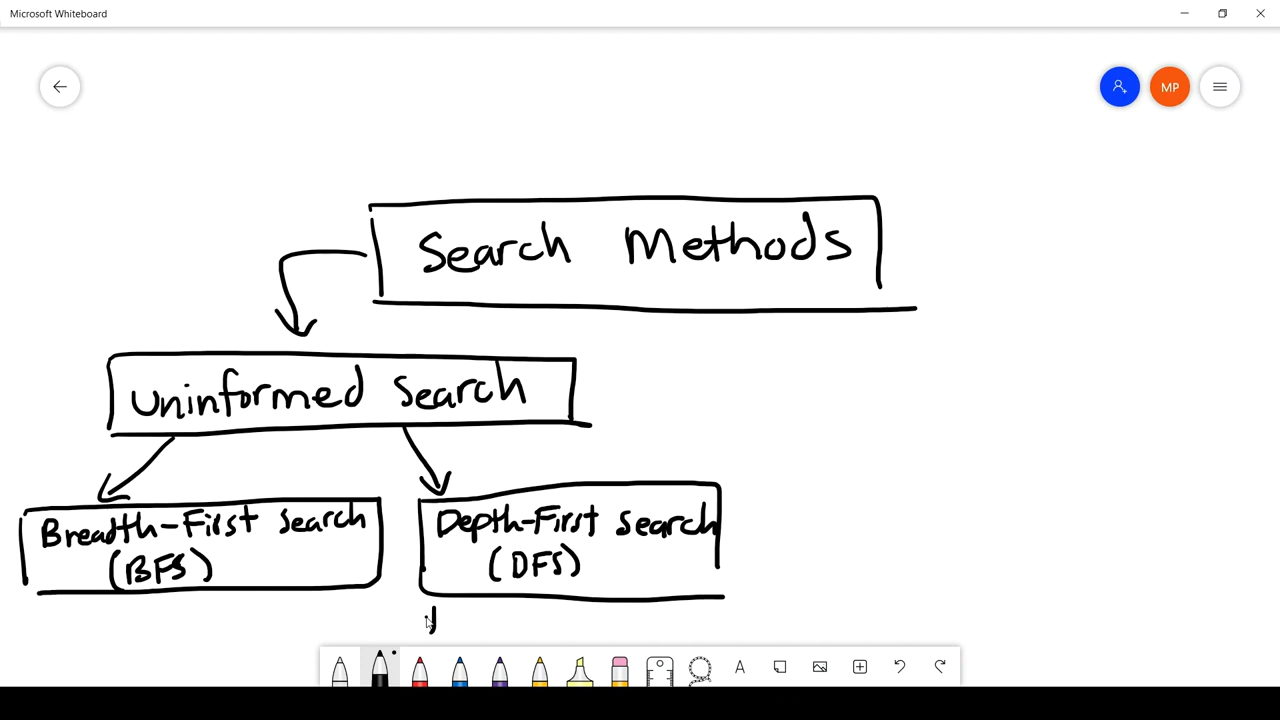 Microsoft Whiteboard
MP
Search Methods
Uninformed Search
Breadth-First Search
(BFS)
Depth-First Search
(DFS)
A